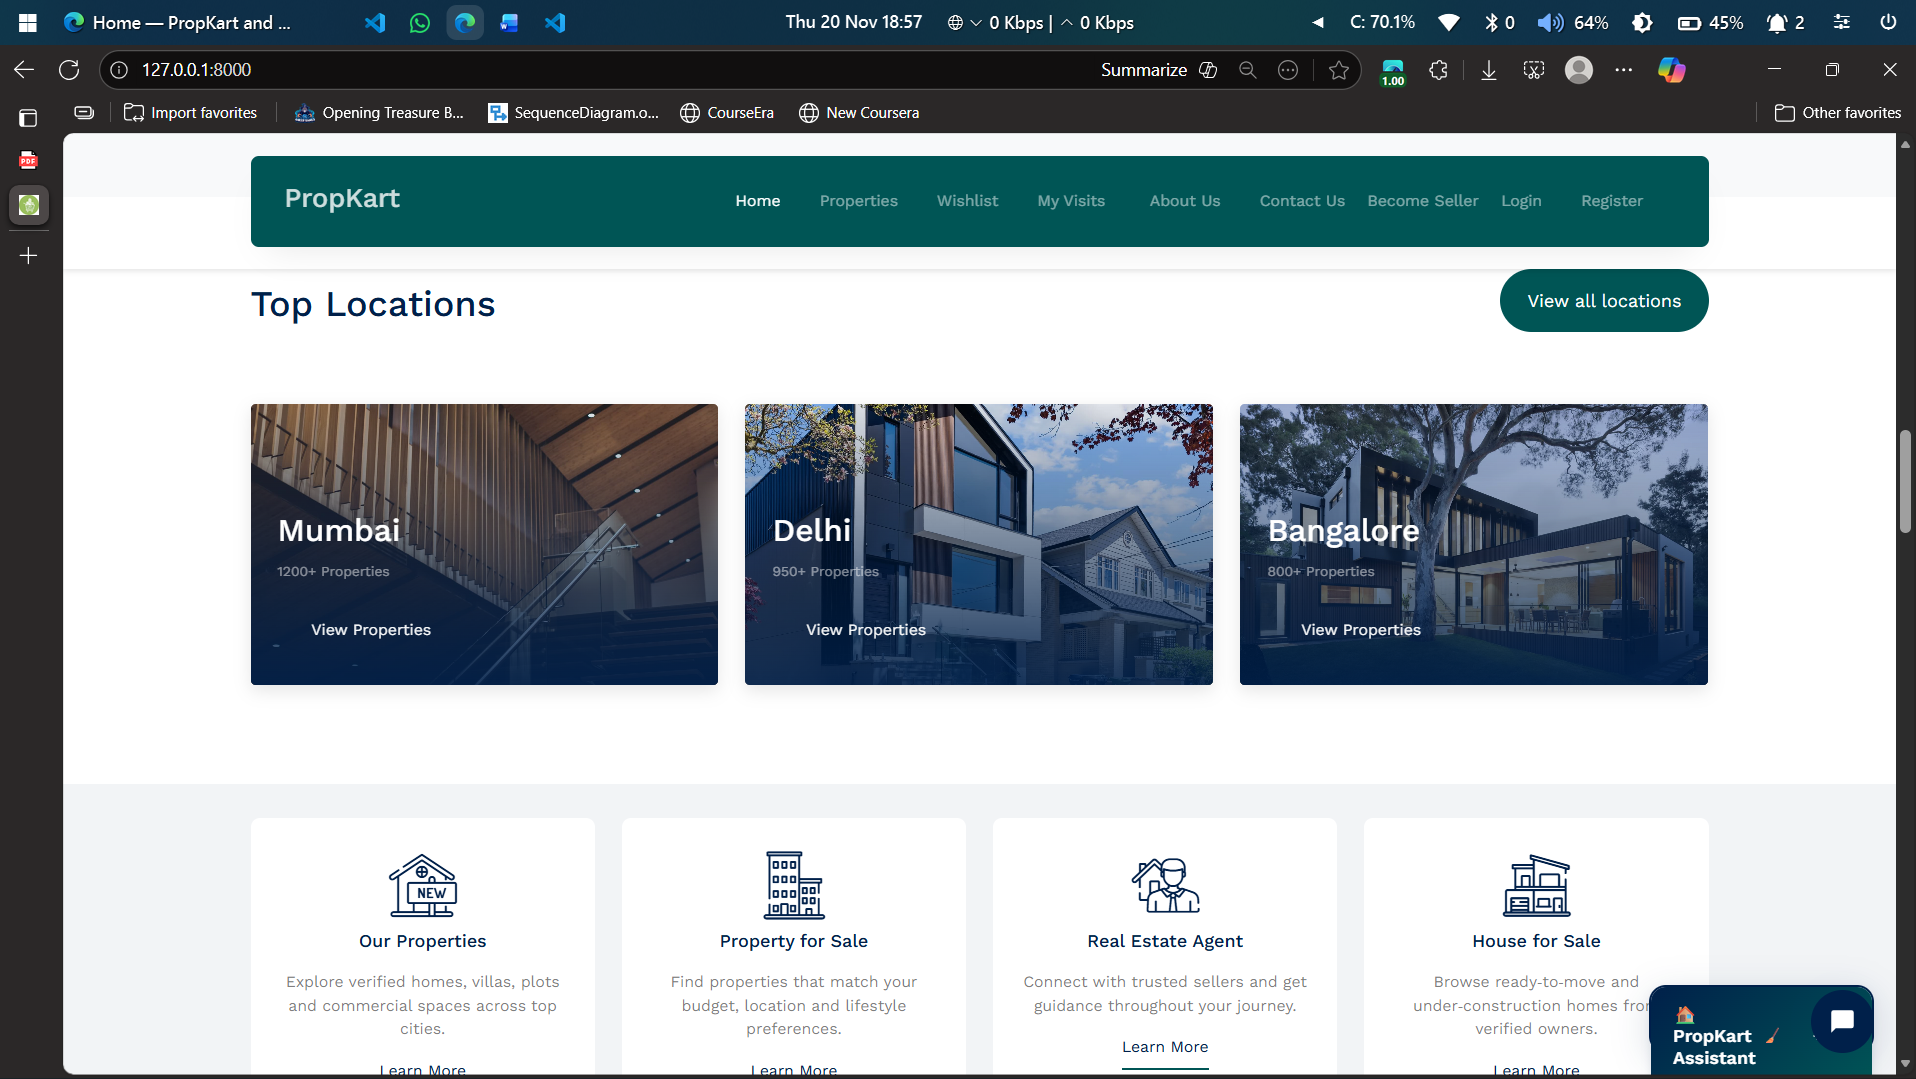 Home — PropKart and ...
Thu 20 Nov 18:57
0 Kbps | 0 Kbps
C: 70.1%
0
64%
45%
2
127.0.0.1:8000
Summarize
1.00
Import favorites
Opening Treasure B...
SequenceDiagram.o...
CourseEra
New Coursera
Other favorites
PDF
PropKart
Home
Properties
Wishlist
My Visits
About Us
Contact Us
Become Seller
Login
Register
Top Locations
View all locations
Mumbai
1200+ Properties
View Properties
Delhi
950+ Properties
View Properties
Bangalore
800+ Properties
View Properties
NEW
Our Properties
Explore verified homes, villas, plots
and commercial spaces across top
cities.
Learn More
Property for Sale
Find properties that match your
budget, location and lifestyle
preferences.
Learn More
Real Estate Agent
Connect with trusted sellers and get
guidance throughout your journey.
Learn More
House for Sale
Browse ready-to-move and
under-construction homes from
verified owners.
Learn More
PropKart
Assistant